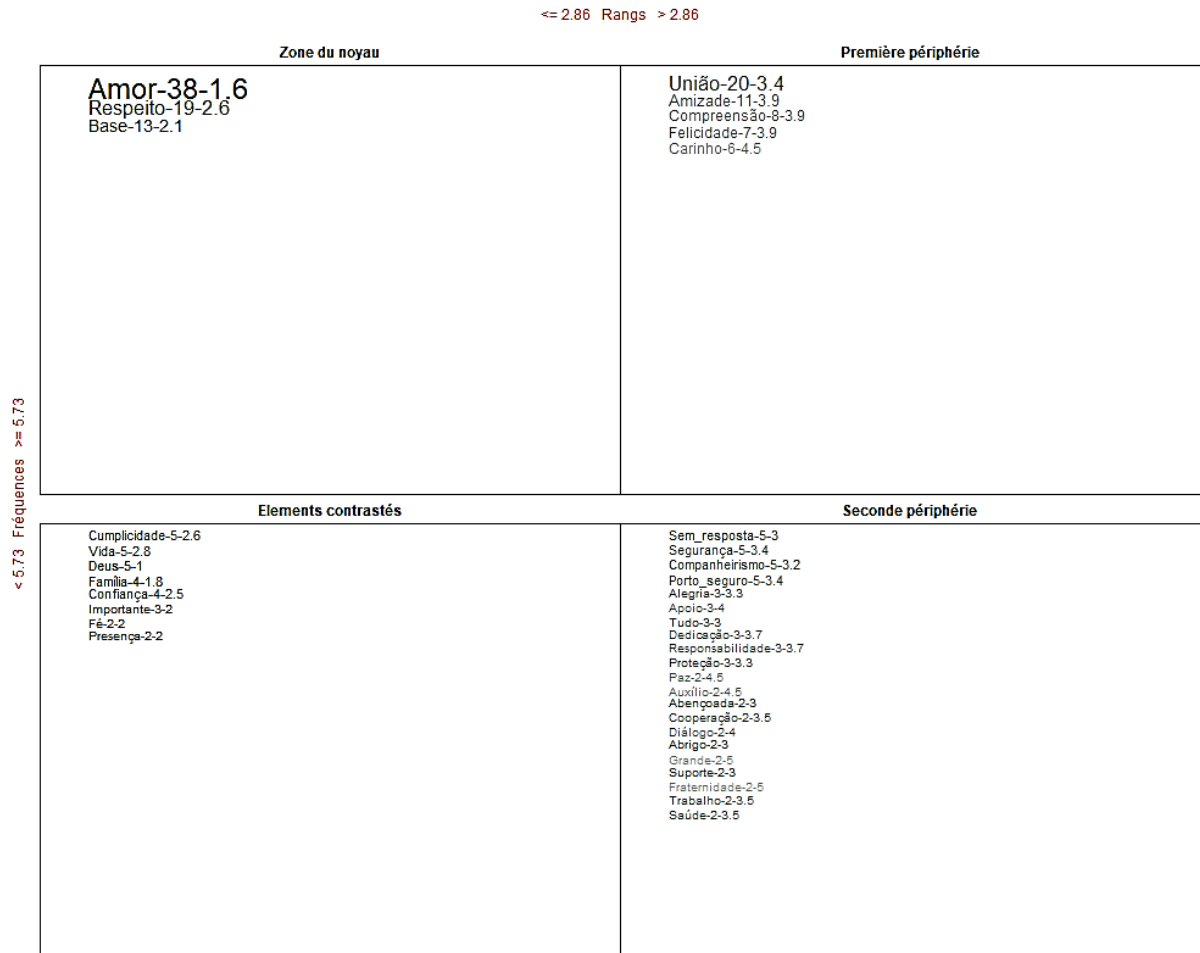 <= 2.86 Rangs > 2.86
Zone du noyau
Première périphérie
Amor-38-1.6
Respeito-19-2.6
Base-13-2.1
União-20-3.4
Amizade-11-3.9
Compreensão-8-3.9
Felicidade-7-3.9
Carinho-6-4.5
< 5.73 Fréquences >= 5.73
Elements contrastés
Seconde périphérie
Cumplicidade-5-2.6
Vida-5-2.8
Deus-5-1
Família-4-1.8
Confiança-4-2.5
Importante-3-2
Fé-2-2
Presença-2-2
Sem_resposta-5-3
Segurança-5-3.4
Companheirismo-5-3.2
Porto_seguro-5-3.4
Alegria-3-3.3
Apoio-3-4
Tudo-3-3
Dedicação-3-3.7
Responsabilidade-3-3.7
Proteção-3-3.3
Paz-2-4.5
Auxílio-2-4.5
Abençoada-2-3
Cooperação-2-3.5
Diálogo-2-4
Abrigo-2-3
Grande-2-5
Suporte-2-3
Fraternidade-2-5
Trabalho-2-3.5
Saúde-2-3.5